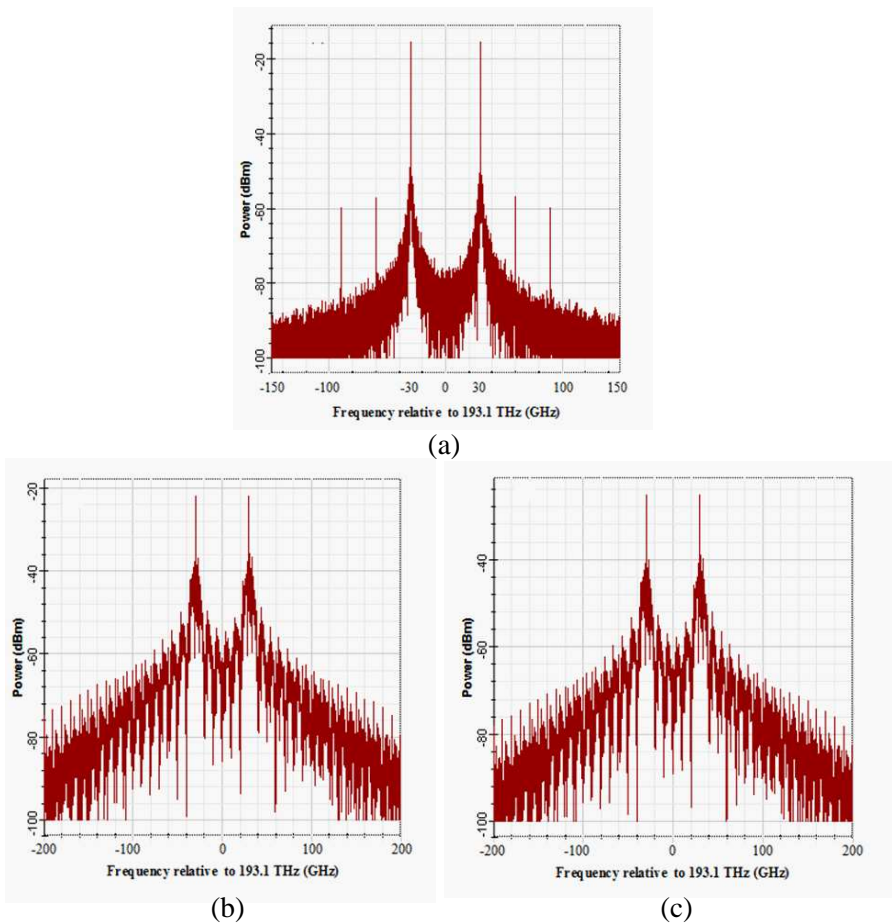 Power (dBm)
-20
-40
-60
-80
-100
-150 -100 -30 0 30 100 150
Frequency relative to 193.1 THz (GHz)
(a)
Power (dBm)
-20
-40
-60
-80
-100
-200 -100 0 100 200
Frequency relative to 193.1 THz (GHz)
(b)
Power (dBm)
-40
-60
-80
-100
-200 -100 0 100 200
Frequency relative to 193.1 THz (GHz)
(c)